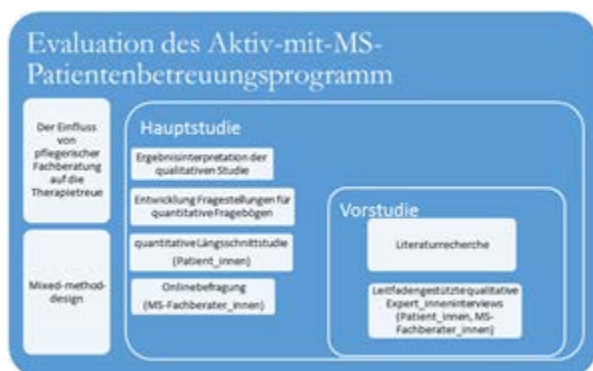 Evaluation des Aktiv-mit-MS-
Patientenbetreuungsprogramm
Der Einfluss
von
pflegerischer
Fachberatung
auf die
Therapietreue
Mixed-method-
design
Hauptstudie
Ergebnisinterpretation der
qualitativen Studie
Entwicklung Fragestellungen für
quantitative Fragebögen
quantitative Längsschnittstudie
(Patient_innen)
Onlinebefragung
(MS-Fachberater_innen)
Vorstudie
Literaturrecherche
Leitfadengestützte qualitative
Expert_inneninterviews
(Patient_innen, MS-
Fachberater_innen)